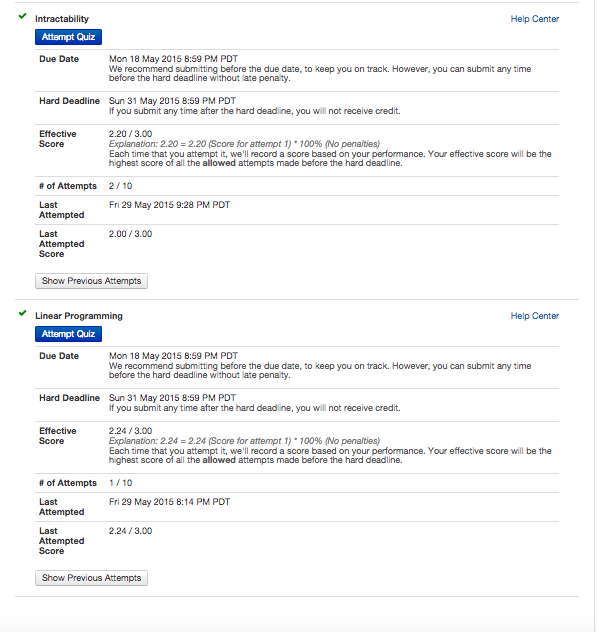 Intractability
Help Center
Attempt Quiz
Due Date
Mon 18 May 2015 8:59 PM PDT
We recommend submitting before the due date, to keep you on track. However, you can submit any time
before the hard deadline without late penalty.
Hard Deadline
Sun 31 May 2015 8:59 PM PDT
If you submit any time after the hard deadline, you will not receive credit.
Effective
Score
2.20 / 3.00
Explanation: 2.20 = 2.20 (Score for attempt 1) * 100% (No penalties)
Each time that you attempt it, we'll record a score based on your performance. Your effective score will be the
highest score of all the allowed attempts made before the hard deadline.
# of Attempts
2 / 10
Last
Attempted
Fri 29 May 2015 9:28 PM PDT
Last
Attempted
Score
2.00 / 3.00
Show Previous Attempts
Linear Programming
Help Center
Attempt Quiz
Due Date
Mon 18 May 2015 8:59 PM PDT
We recommend submitting before the due date, to keep you on track. However, you can submit any time
before the hard deadline without late penalty.
Hard Deadline
Sun 31 May 2015 8:59 PM PDT
If you submit any time after the hard deadline, you will not receive credit.
Effective
Score
2.24 / 3.00
Explanation: 2.24 = 2.24 (Score for attempt 1) * 100% (No penalties)
Each time that you attempt it, we'll record a score based on your performance. Your effective score will be the
highest score of all the allowed attempts made before the hard deadline.
# of Attempts
1 / 10
Last
Attempted
Fri 29 May 2015 8:14 PM PDT
Last
Attempted
Score
2.24 / 3.00
Show Previous Attempts